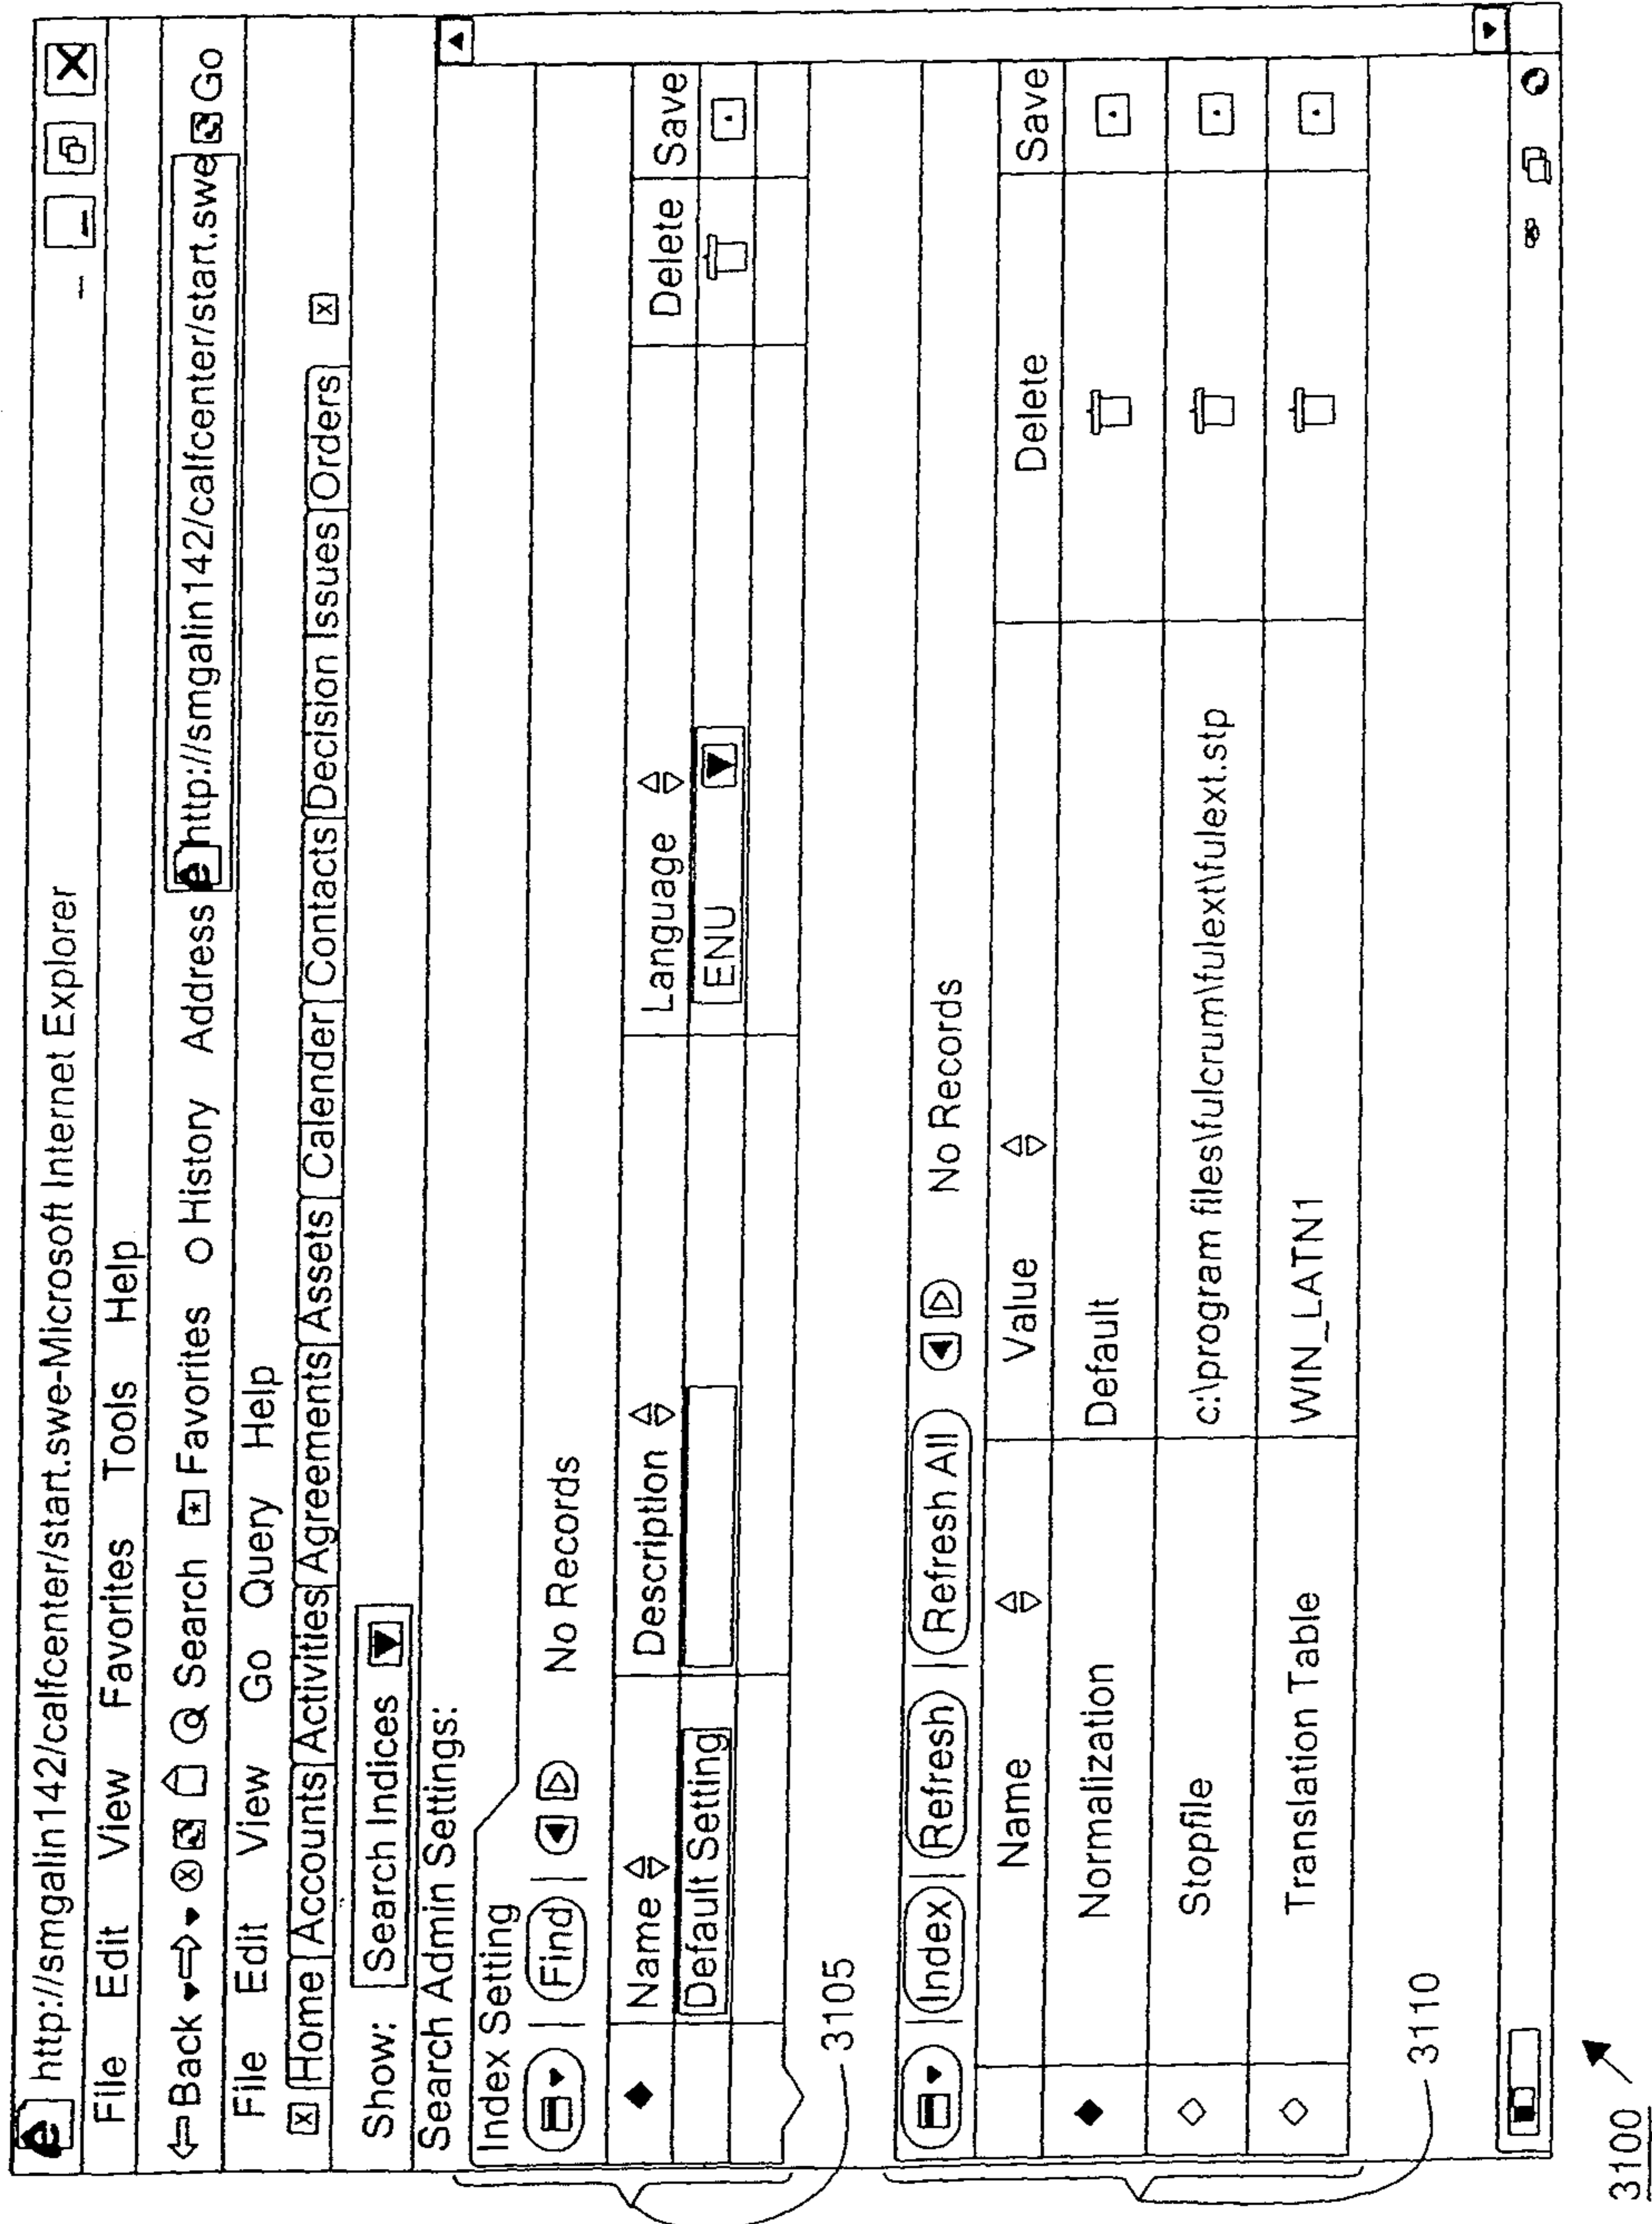 http://smgalin142/calfcenter/start.swe-Microsoft Internet Explorer
File Edit View Favorites Tools Help
Back Search Favorites History Address http://smgalin142/calfcenter/start.swe Go
File Edit View Go Query Help
Home Accounts Activities Agreements Assets Calender Contacts Decision Issues Orders
Show: Search Indices
Search Admin Settings:
Index Setting
Find No Records
Name Description Language Delete Save
Default Setting ENU
3105
Index Refresh Refresh All No Records
Name Value Delete Save
Normalization Default
Stopfile c:\program files\fulcrum\fulext\fulext.stp
Translation Table WIN_LATN1
3110
3100